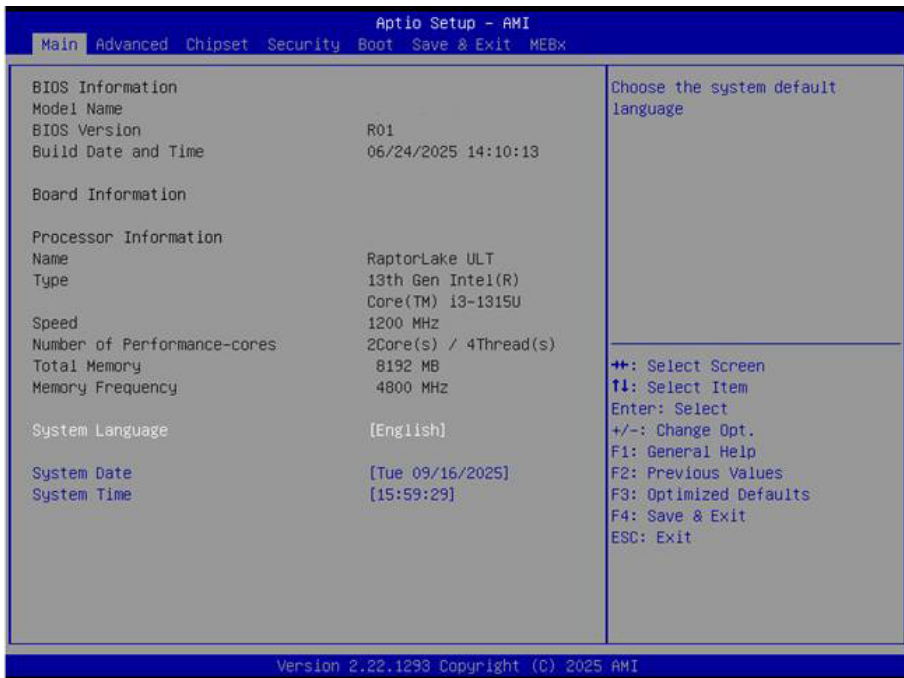 Aptio Setup – AMI
Main Advanced Chipset Security Boot Save & Exit MEBx
BIOS Information
Model Name
BIOS Version R01
Build Date and Time 06/24/2025 14:10:13
Board Information
Processor Information
Name RaptorLake ULT
Type 13th Gen Intel(R)
Core(TM) i3-1315U
Speed 1200 MHz
Number of Performance-cores 2Core(s) / 4Thread(s)
Total Memory 8192 MB
Memory Frequency 4800 MHz
System Language [English]
System Date [Tue 09/16/2025]
System Time [15:59:29]
Choose the system default
language
→←: Select Screen
↑↓: Select Item
Enter: Select
+/-: Change Opt.
F1: General Help
F2: Previous Values
F3: Optimized Defaults
F4: Save & Exit
ESC: Exit
Version 2.22.1293 Copyright (C) 2025 AMI